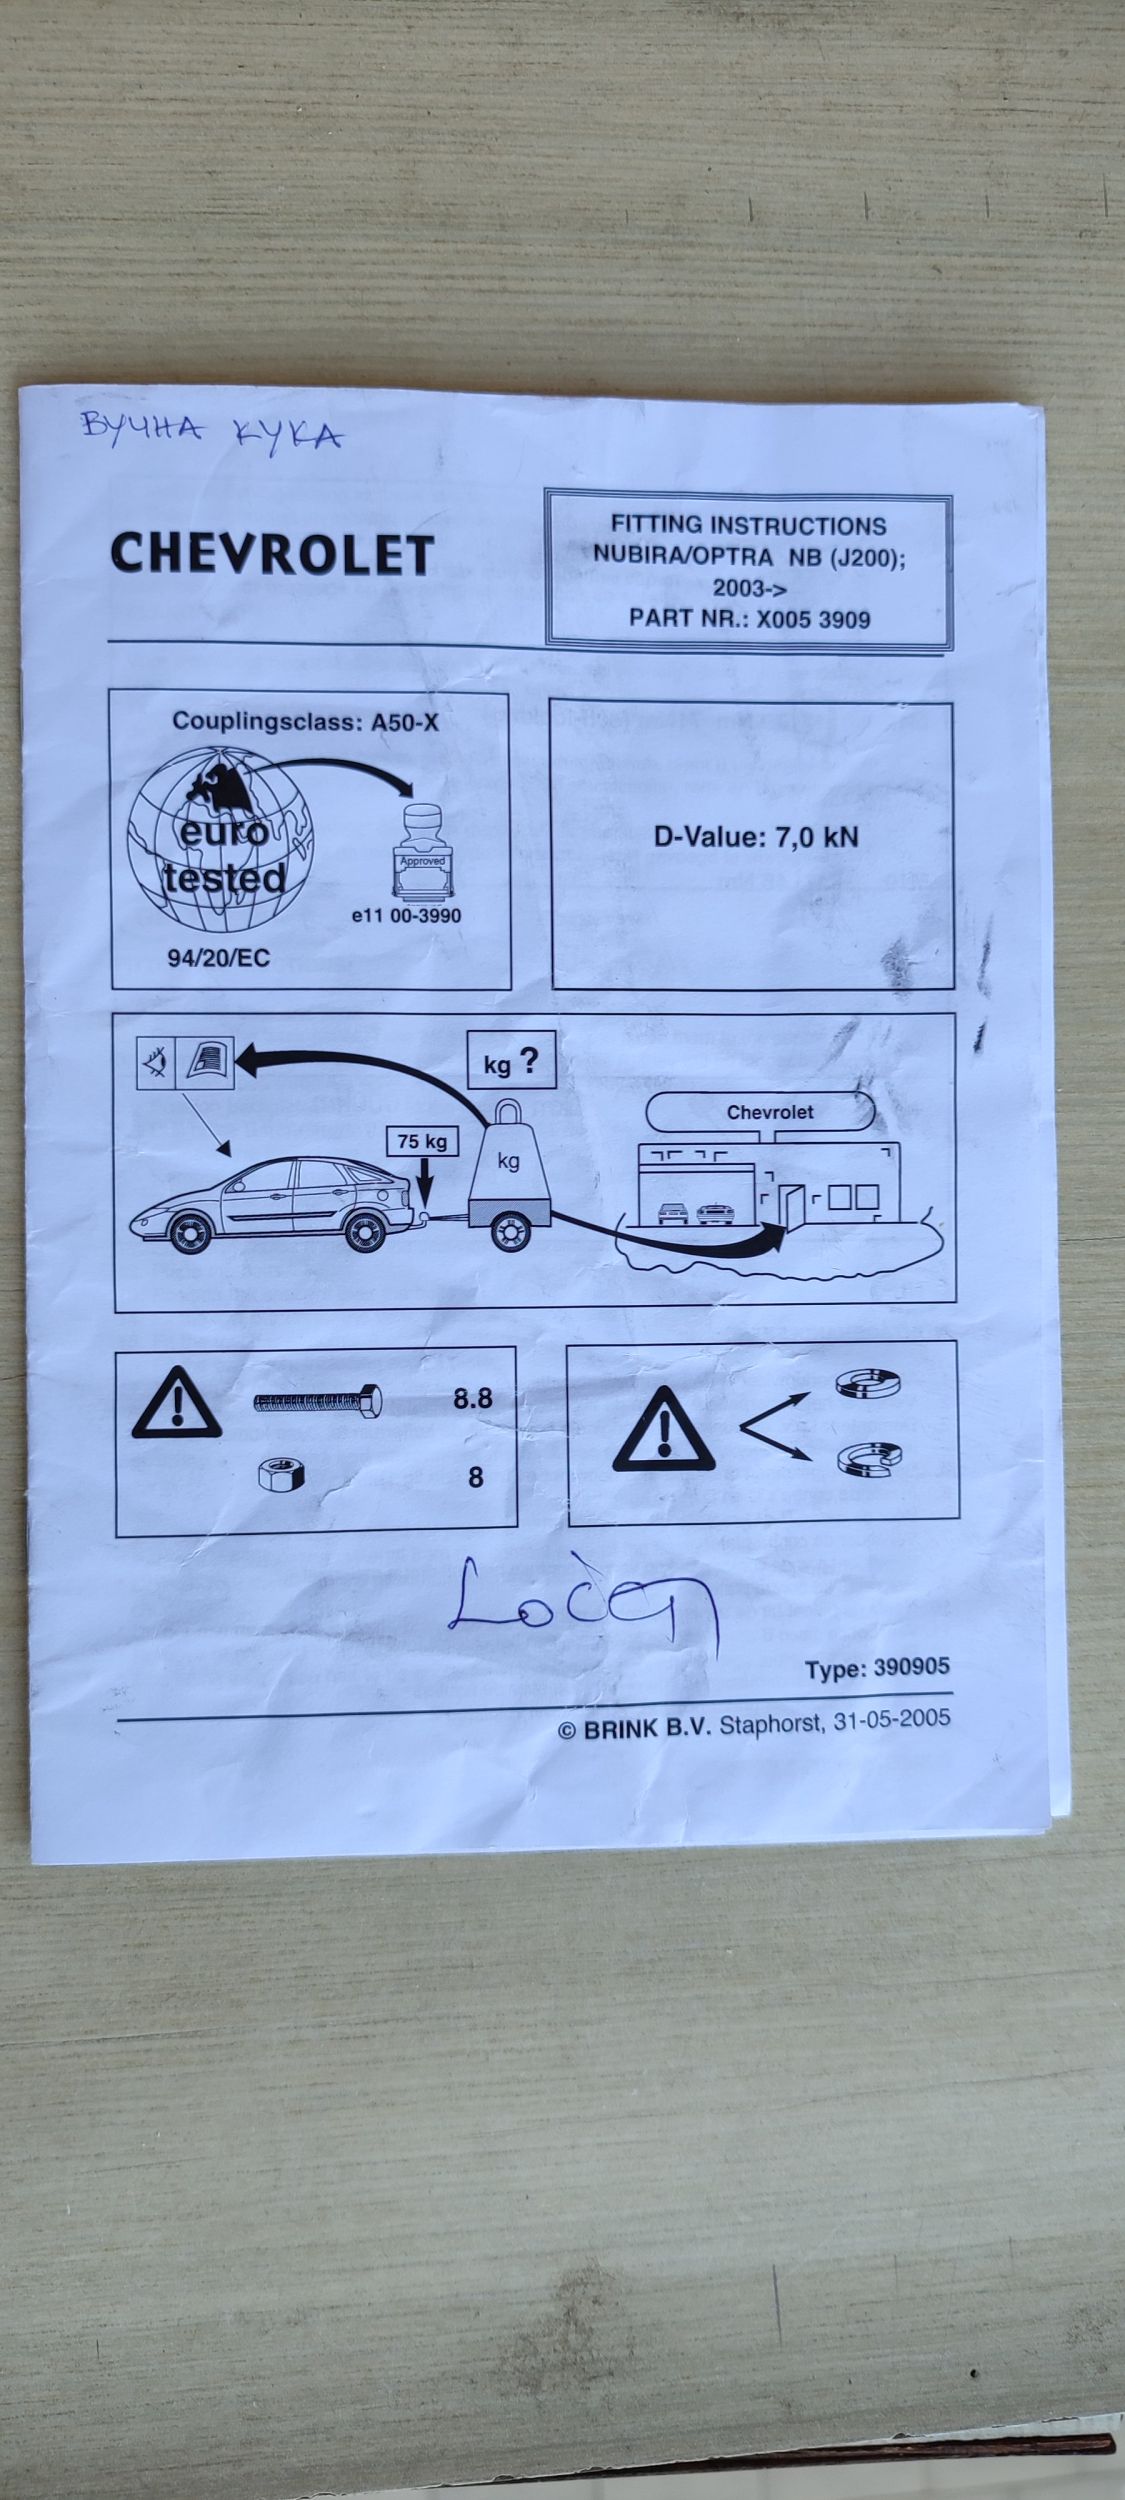 ВУЧНА КУКА
CHEVROLET
FITTING INSTRUCTIONS
NUBIRA/OPTRA NB (J200);
2003->
PART NR.: X005 3909
Couplingsclass: A50-X
euro
tested
Approved
e11 00-3990
94/20/EC
D-Value: 7,0 kN
kg ?
75 kg
kg
Chevrolet
8.8
8
Type: 390905
© BRINK B.V. Staphorst, 31-05-2005